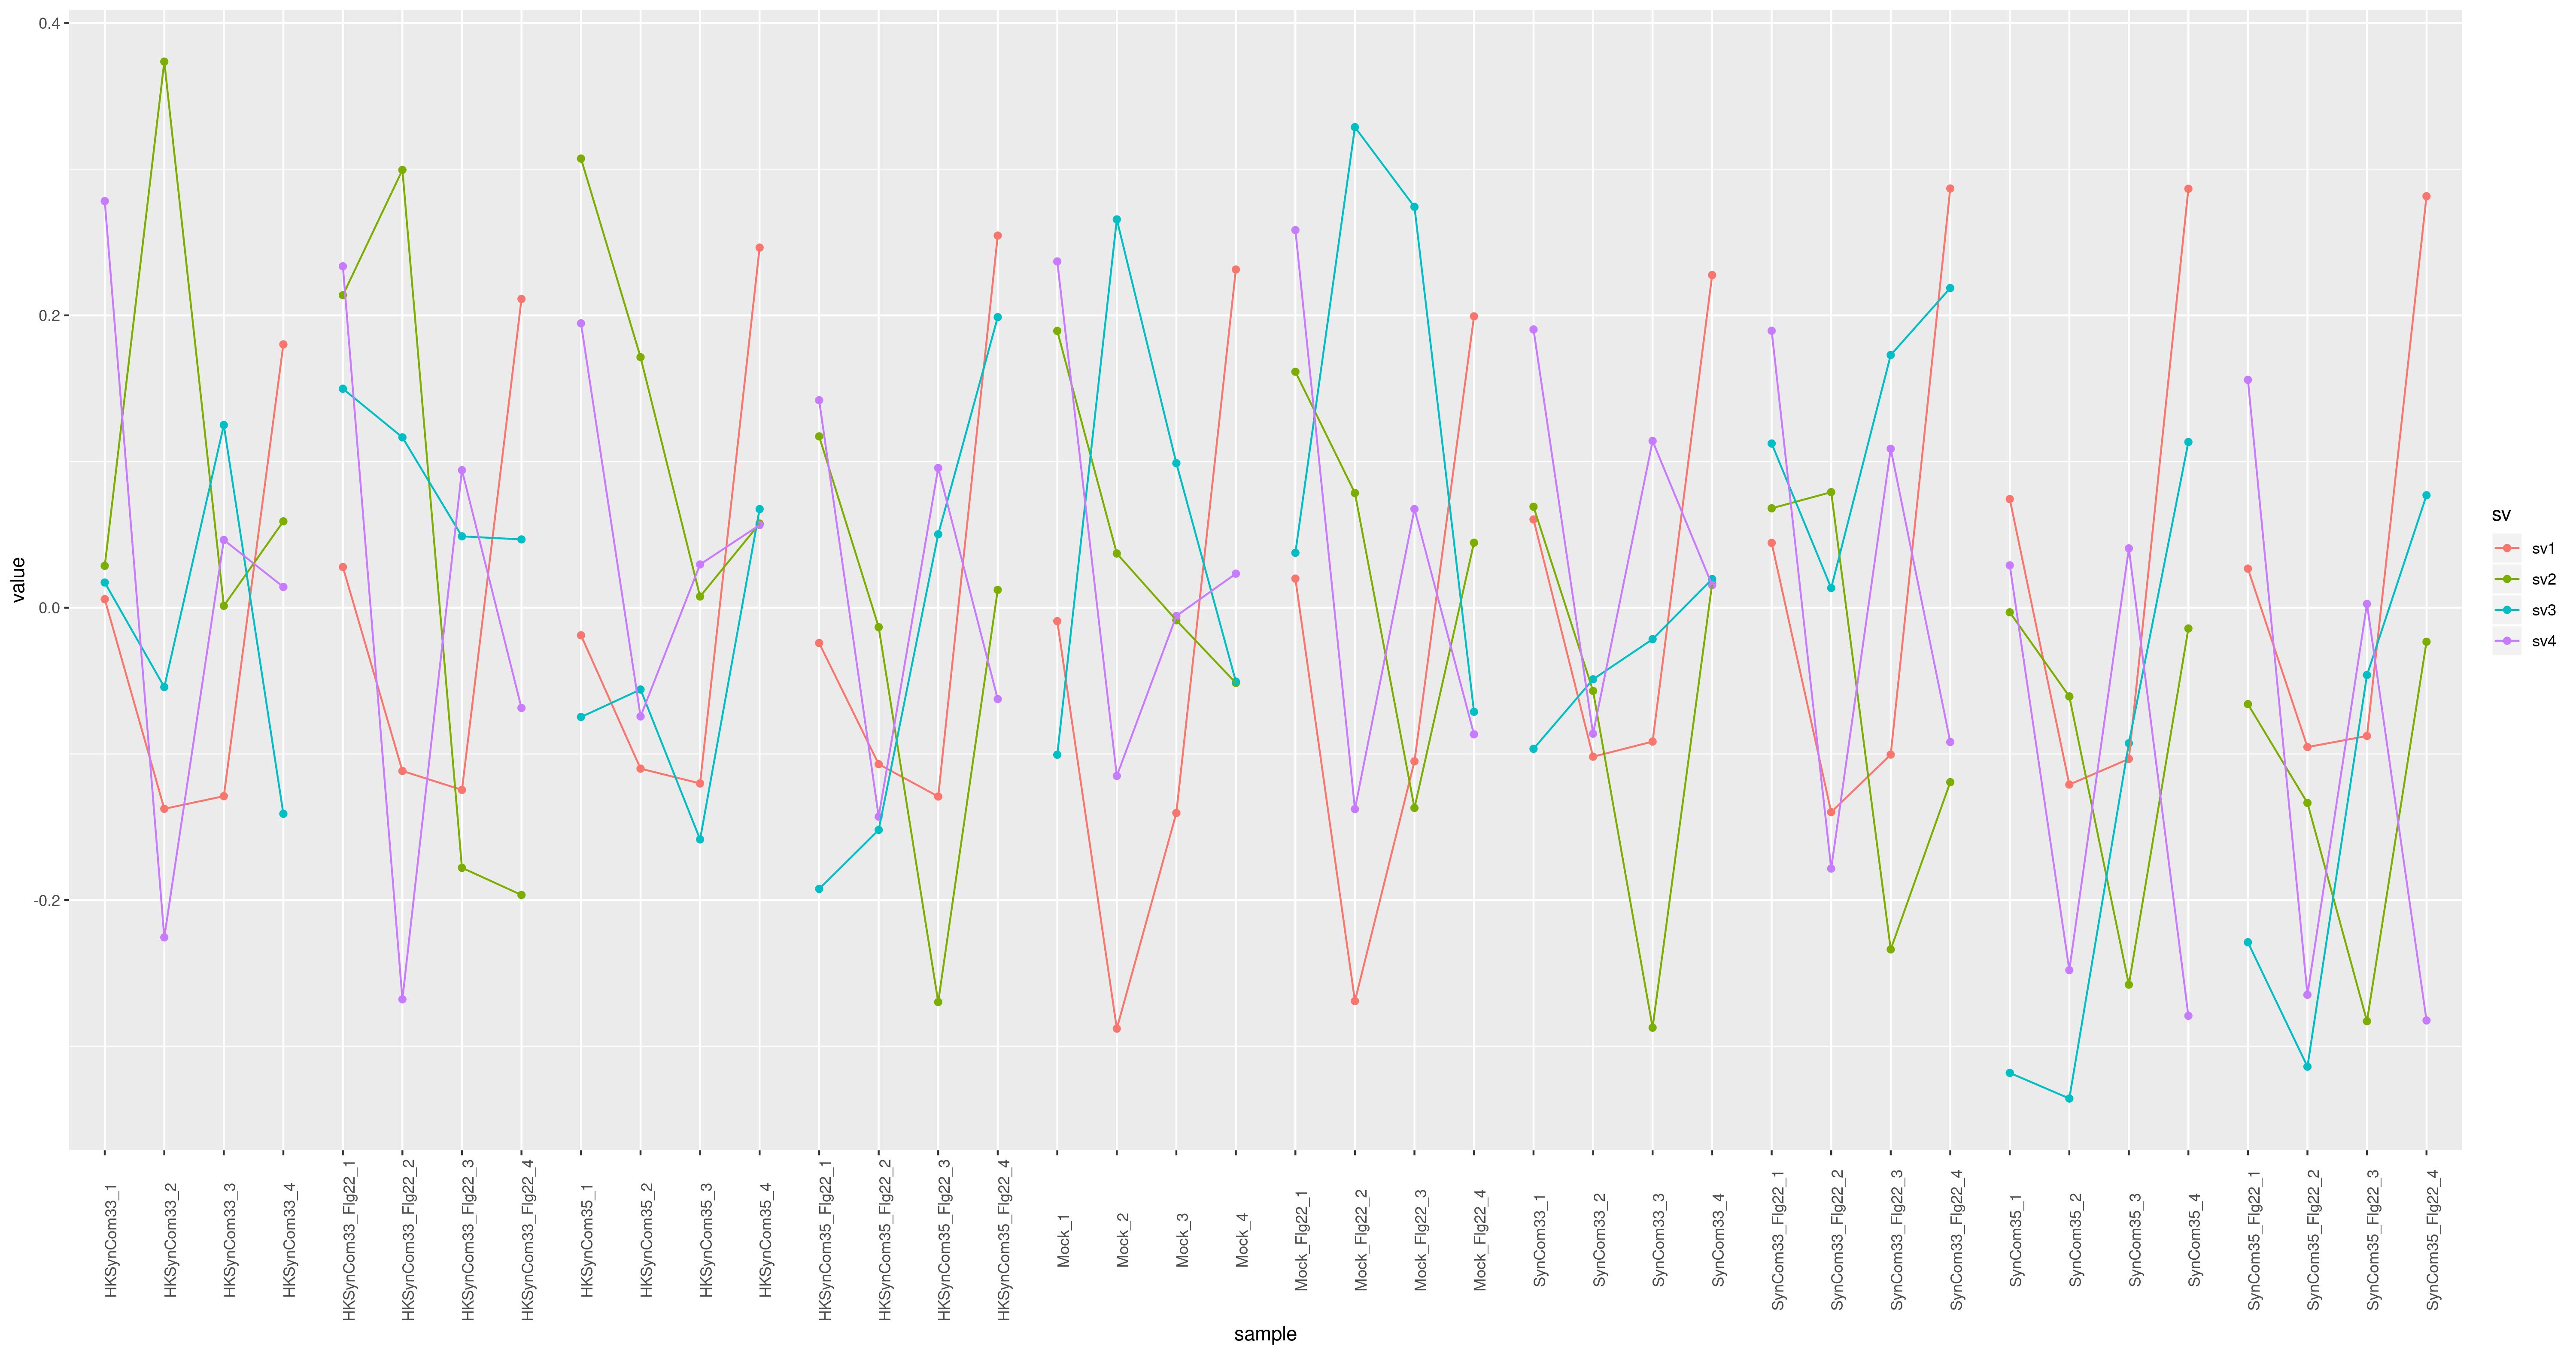 0.4
0.2
0.0
-0.2
value
HKSynCom33_1
HKSynCom33_2
HKSynCom33_3
HKSynCom33_4
HKSynCom33_Flg22_1
HKSynCom33_Flg22_2
HKSynCom33_Flg22_3
HKSynCom33_Flg22_4
HKSynCom35_1
HKSynCom35_2
HKSynCom35_3
HKSynCom35_4
HKSynCom35_Flg22_1
HKSynCom35_Flg22_2
HKSynCom35_Flg22_3
HKSynCom35_Flg22_4
Mock_1
Mock_2
Mock_3
Mock_4
Mock_Flg22_1
Mock_Flg22_2
Mock_Flg22_3
Mock_Flg22_4
SynCom33_1
SynCom33_2
SynCom33_3
SynCom33_4
SynCom33_Flg22_1
SynCom33_Flg22_2
SynCom33_Flg22_3
SynCom33_Flg22_4
SynCom35_1
SynCom35_2
SynCom35_3
SynCom35_4
SynCom35_Flg22_1
SynCom35_Flg22_2
SynCom35_Flg22_3
SynCom35_Flg22_4
sample
sv
sv1
sv2
sv3
sv4